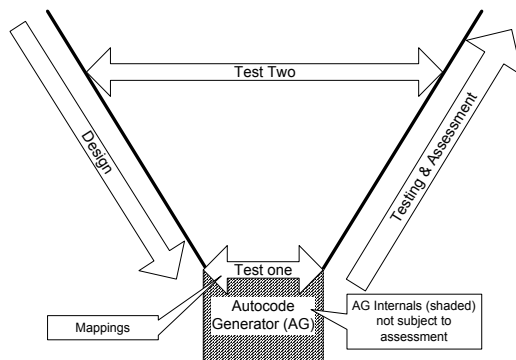 Test Two
Design
Testing & Assessment
Test one
Autocode
Generator (AG)
Mappings
AG Internals (shaded)
not subject to
assessment